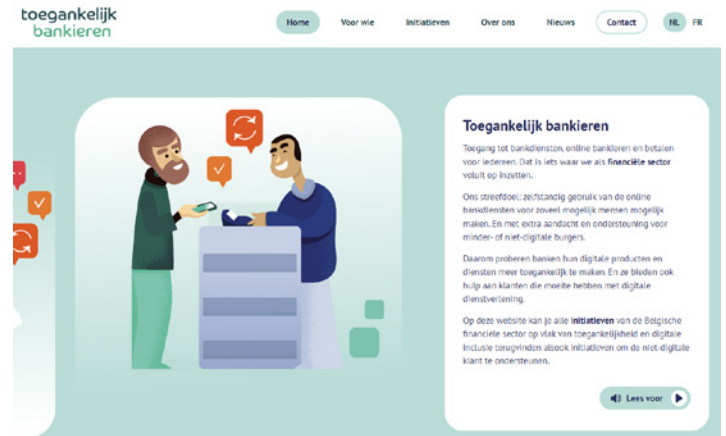 toegankelijk
bankieren
Home Voor wie Initiatieven Over ons Nieuws Contact NL FR
Toegankelijk bankieren
Toegang tot bankdiensten, online bankieren en betalen
voor iedereen. Dat is iets waar we als financiële sector
voluit op inzetten.
Ons streefdoel: zelfstandig gebruik van de online
bankdiensten voor zoveel mogelijk mensen mogelijk
maken. En met extra aandacht en ondersteuning voor
minder- of niet-digitale burgers.
Daarom proberen banken hun digitale producten en
diensten meer toegankelijk te maken. En ze bieden ook
hulp aan klanten die moeite hebben met digitale
dienstverlening.
Op deze website kan je alle initiatieven van de Belgische
financiële sector op vlak van toegankelijkheid en digitale
inclusie terugvinden alsook initiatieven om de niet-digitale
klant te ondersteunen.
Lees voor